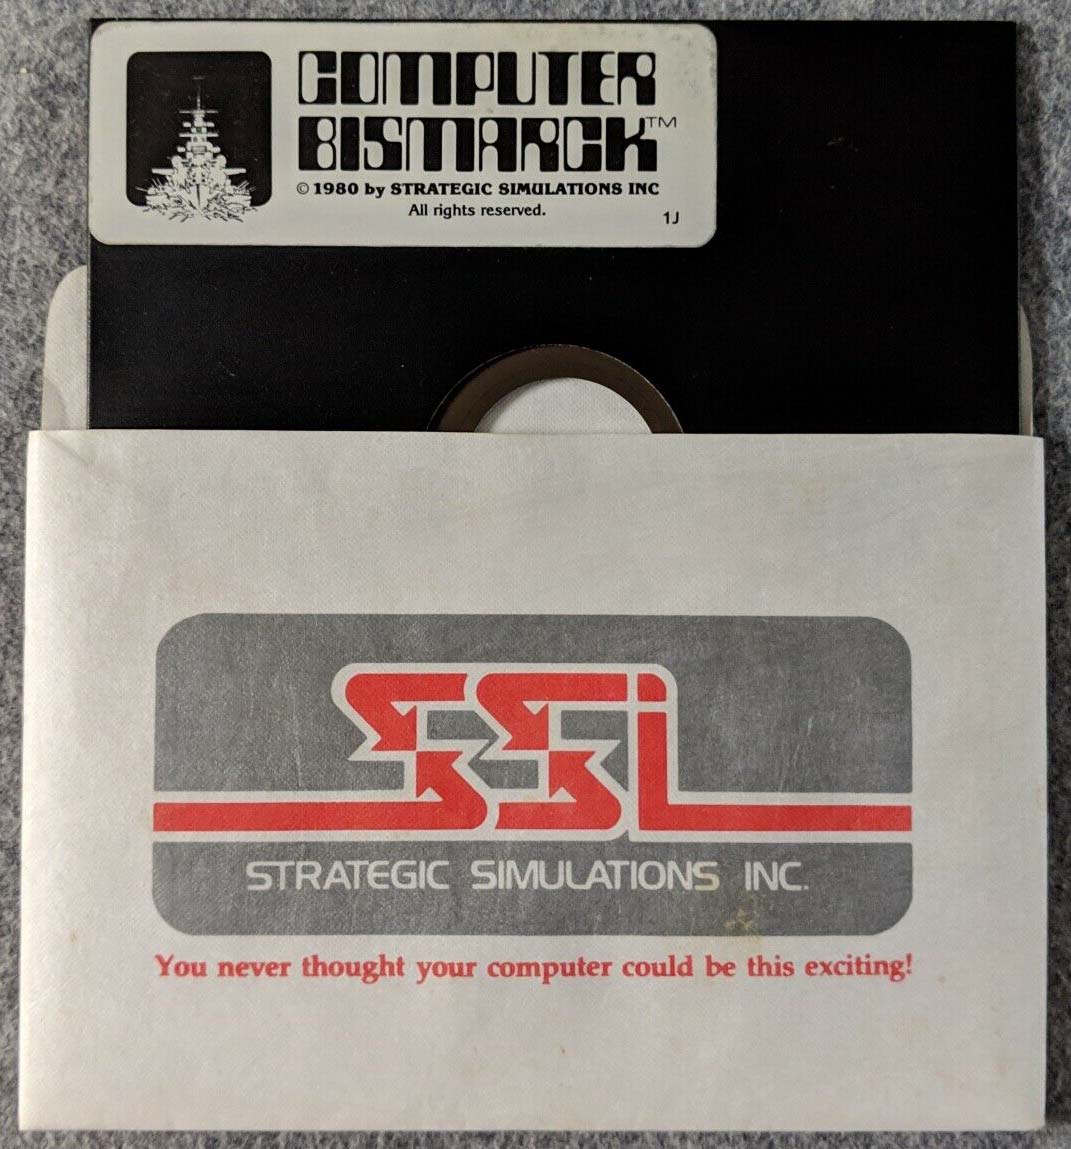 COMPUTER
BISMARCK™
© 1980 by STRATEGIC SIMULATIONS INC
All rights reserved.
1J
SSI
STRATEGIC SIMULATIONS INC.
You never thought your computer could be this exciting!